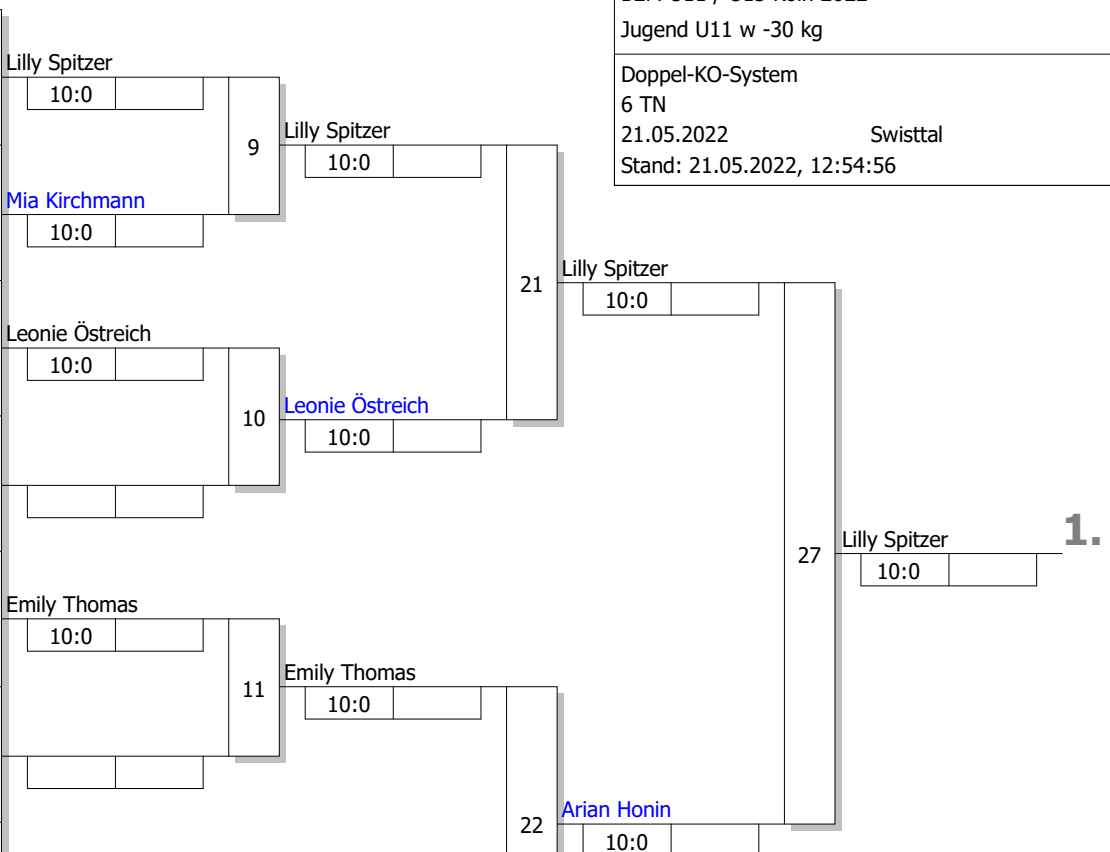 Jugend U11 w -30 kg
Doppel-KO-System
6 TN
21.05.2022 Swisttal
Stand: 21.05.2022, 12:54:56
Lilly Spitzer
10:0
9
Lilly Spitzer
10:0
Mia Kirchmann
10:0
21
Lilly Spitzer
10:0
Leonie Östreich
10:0
10
Leonie Östreich
10:0
27
Lilly Spitzer
1.
10:0
Emily Thomas
10:0
11
Emily Thomas
10:0
22
Arian Honin
10:0